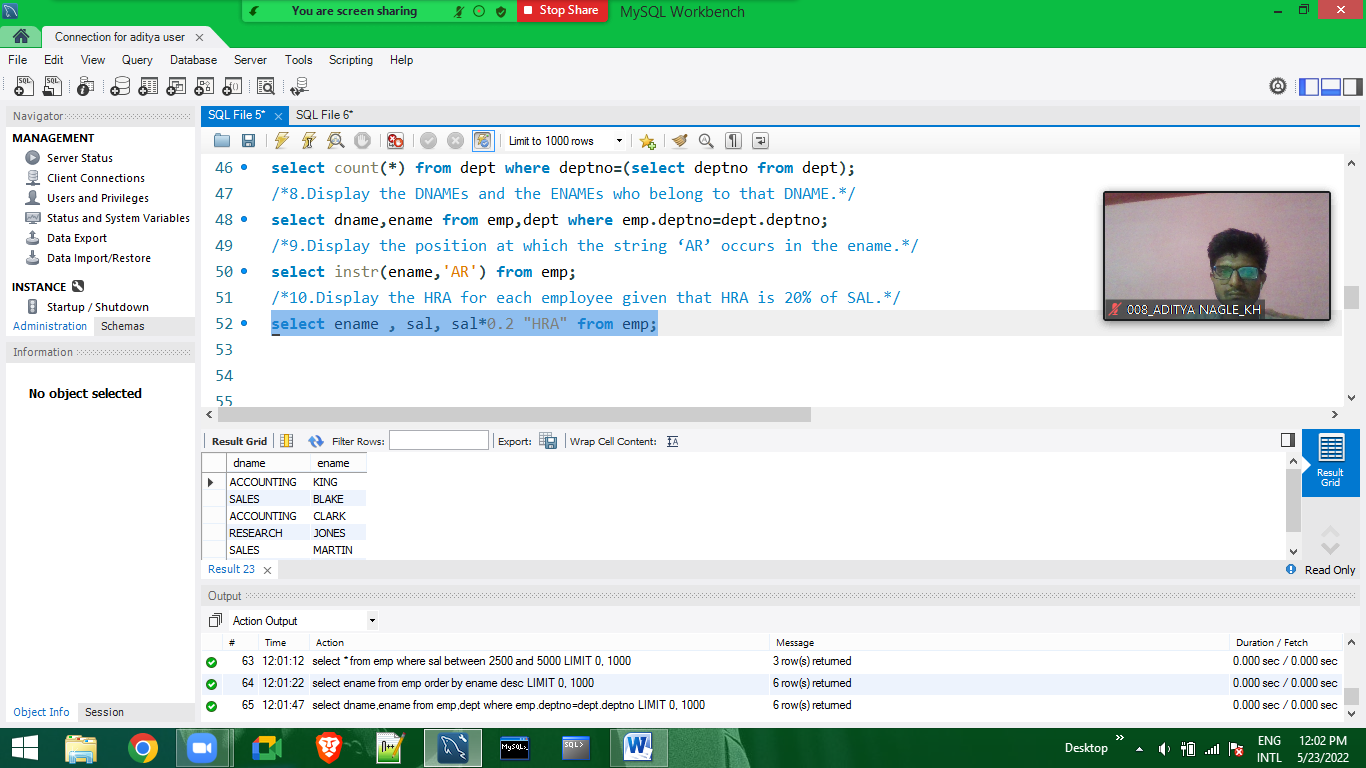 You are screen sharing
Stop Share
MySQL Workbench
Connection for aditya user
File Edit View Query Database Server Tools Scripting Help
Navigator
MANAGEMENT
Server Status
Client Connections
Users and Privileges
Status and System Variables
Data Export
Data Import/Restore
INSTANCE
Startup / Shutdown
Administration Schemas
Information
No object selected
Object Info Session
SQL File 5* SQL File 6*
Limit to 1000 rows
46 select count(*) from dept where deptno=(select deptno from dept);
47 /*8.Display the DNAMEs and the ENAMEs who belong to that DNAME.*/
48 select dname,ename from emp,dept where emp.deptno=dept.deptno;
49 /*9.Display the position at which the string ‘AR’ occurs in the ename.*/
50 select instr(ename,'AR') from emp;
51 /*10.Display the HRA for each employee given that HRA is 20% of SAL.*/
52 select ename , sal, sal*0.2 "HRA" from emp;
53
54
55
008_ADITYA NAGLE_KH
Result Grid Filter Rows: Export: Wrap Cell Content:
dname ename
ACCOUNTING KING
SALES BLAKE
ACCOUNTING CLARK
RESEARCH JONES
SALES MARTIN
Result Grid
Result 23
Read Only
Output
Action Output
# Time Action Message Duration / Fetch
63 12:01:12 select * from emp where sal between 2500 and 5000 LIMIT 0, 1000 3 row(s) returned 0.000 sec / 0.000 sec
64 12:01:22 select ename from emp order by ename desc LIMIT 0, 1000 6 row(s) returned 0.000 sec / 0.000 sec
65 12:01:47 select dname,ename from emp,dept where emp.deptno=dept.deptno LIMIT 0, 1000 6 row(s) returned 0.000 sec / 0.000 sec
Desktop
ENG
INTL
12:02 PM
5/23/2022